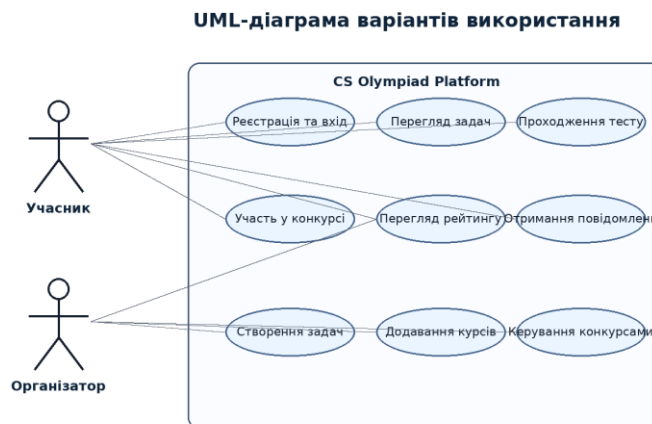 UML-діаграма варіантів використання
CS Olympiad Platform
Реєстрація та вхід
Перегляд задач
Проходження тесту
Учасник
Участь у конкурсі
Перегляд рейтингу
Отримання
Створення задач
Додавання курсів
Керування конкурсами
Організатор